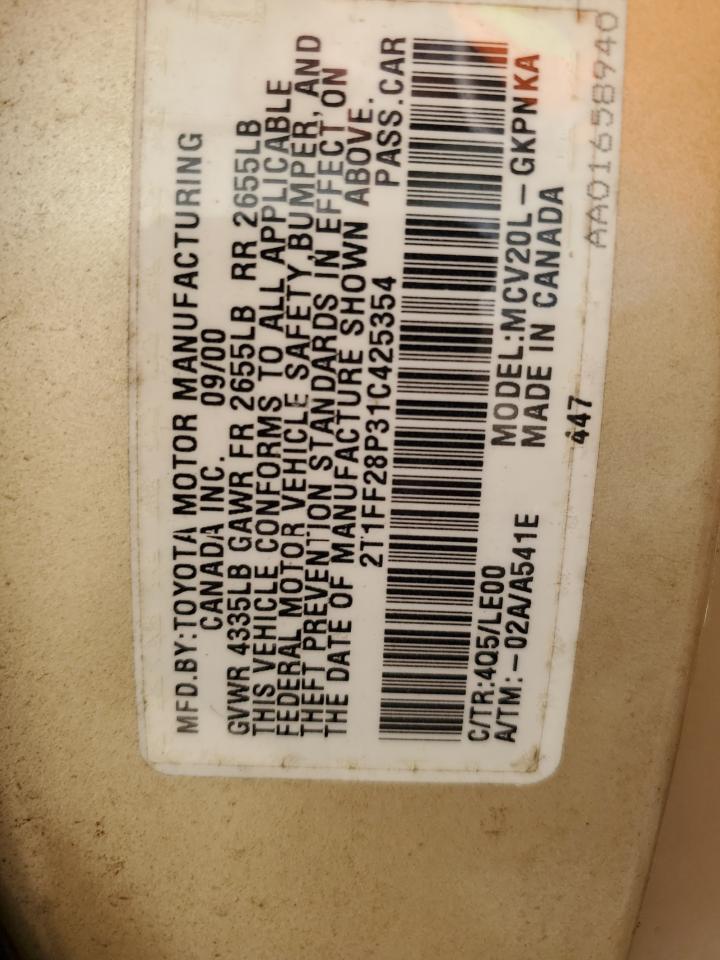 MFD.BY:TOYOTA MOTOR MANUFACTURING
CANADA INC. 09/00
GVWR 4335LB GAWR FR 2655LB RR 2655LB
THIS VEHICLE CONFORMS TO ALL APPLICABLE
FEDERAL MOTOR VEHICLE SAFETY,BUMPER, AND
THEFT PREVENTION STANDARDS IN EFFECT ON
THE DATE OF MANUFACTURE SHOWN ABOVE.
2T1FF28P31C425354 PASS.CAR
C/TR:4Q5/LE00 MODEL:MCV20L-GKPNKA
A/TM:-02A/A541E MADE IN CANADA
447
AA01658940